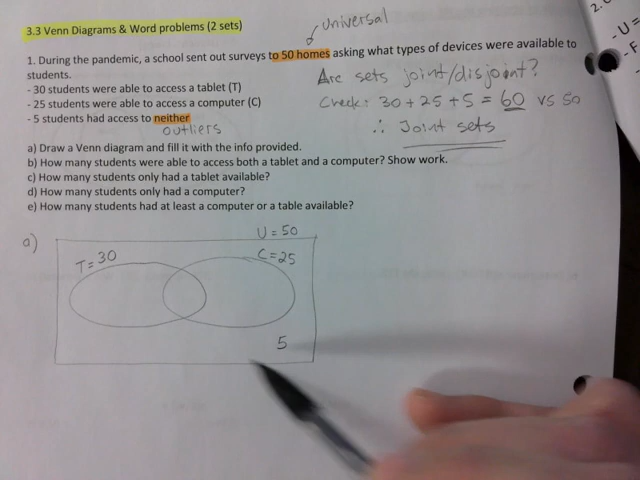 3.3 Venn Diagrams & Word problems (2 sets)
universal
1. During the pandemic, a school sent out surveys to 50 homes asking what types of devices were available to
students.
Are sets joint/disjoint?
- 30 students were able to access a tablet (T)
- 25 students were able to access a computer (C)
Check: 30 + 25 + 5 = 60 vs 50
- 5 students had access to neither
outliers
∴ Joint sets
a) Draw a Venn diagram and fill it with the info provided.
b) How many students were able to access both a tablet and a computer? Show work.
c) How many students only had a tablet available?
d) How many students only had a computer?
e) How many students had at least a computer or a table available?
a)
U = 50
T = 30
C = 25
5
2.
- U =
- F